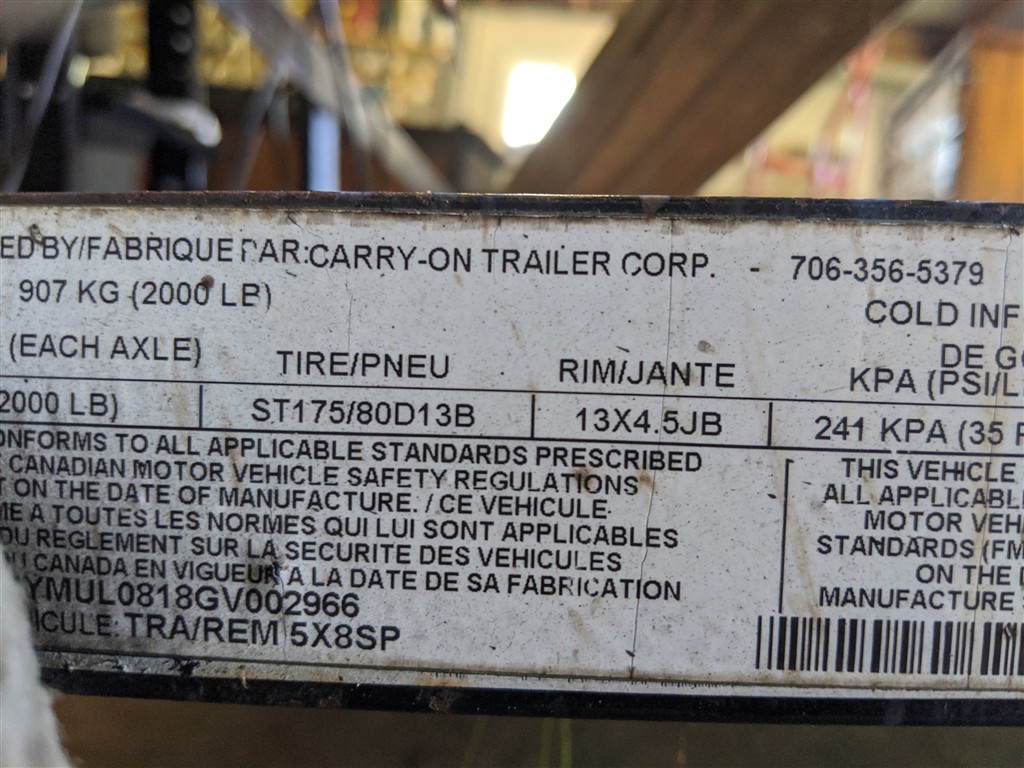 ED BY/FABRIQUE PAR:CARRY-ON TRAILER CORP. - 706-356-5379
907 KG (2000 LB)
COLD INF
(EACH AXLE) TIRE/PNEU RIM/JANTE
DE GO
KPA (PSI/L
2000 LB) ST175/80D13B 13X4.5JB 241 KPA (35 P
ONFORMS TO ALL APPLICABLE STANDARDS PRESCRIBED
CANADIAN MOTOR VEHICLE SAFETY REGULATIONS
T ON THE DATE OF MANUFACTURE. / CE VEHICULE
ME A TOUTES LES NORMES QUI LUI SONT APPLICABLES
DU REGLEMENT SUR LA SECURITE DES VEHICULES
U CANADA EN VIGUEUR A LA DATE DE SA FABRICATION
YMUL0818GV002966
ICULE: TRA/REM 5X8SP
THIS VEHICLE
ALL APPLICABL
MOTOR VEH
STANDARDS (FM
ON THE
MANUFACTURE